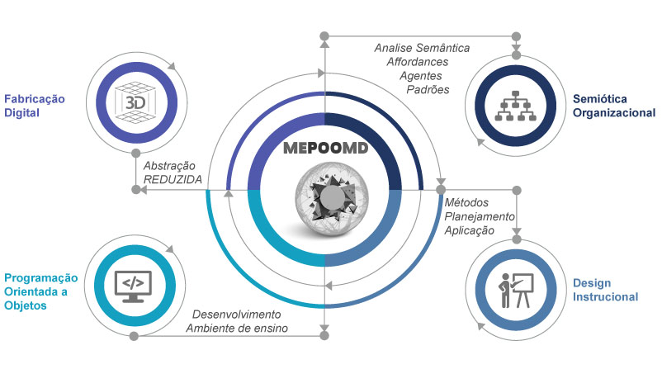 Analise Semântica
Affordances
Agentes
Padrões
Fabricação
Digital
3D
Semiótica
Organizacional
MEPOOMD
Abstração
REDUZIDA
Métodos
Planejamento
Aplicação
Programação
Orientada a
Objetos
</>
Design
Instrucional
Desenvolvimento
Ambiente de ensino